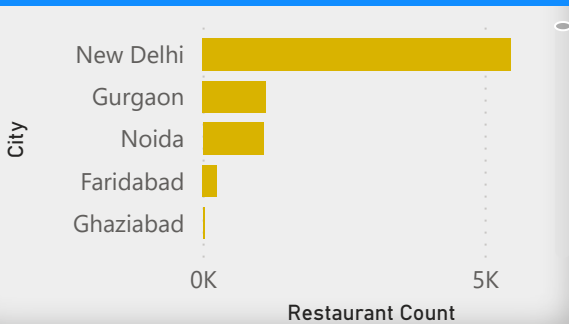 City
New Delhi
Gurgaon
Noida
Faridabad
Ghaziabad
0K 5K
Restaurant Count